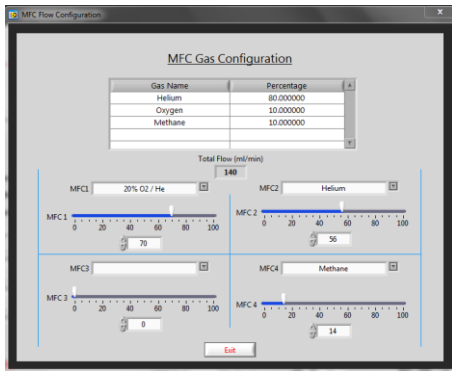 MFC Flow Configuration
x
MFC Gas Configuration
Gas Name Percentage
Helium 80.000000
Oxygen 10.000000
Methane 10.000000
Total Flow (ml/min)
140
MFC1 20% O2 / He
MFC 1
0 20 40 60 80 100
70
MFC2 Helium
MFC 2
0 20 40 60 80 100
56
MFC3
MFC 3
0 20 40 60 80 100
0
MFC4 Methane
MFC 4
0 20 40 60 80 100
14
Exit